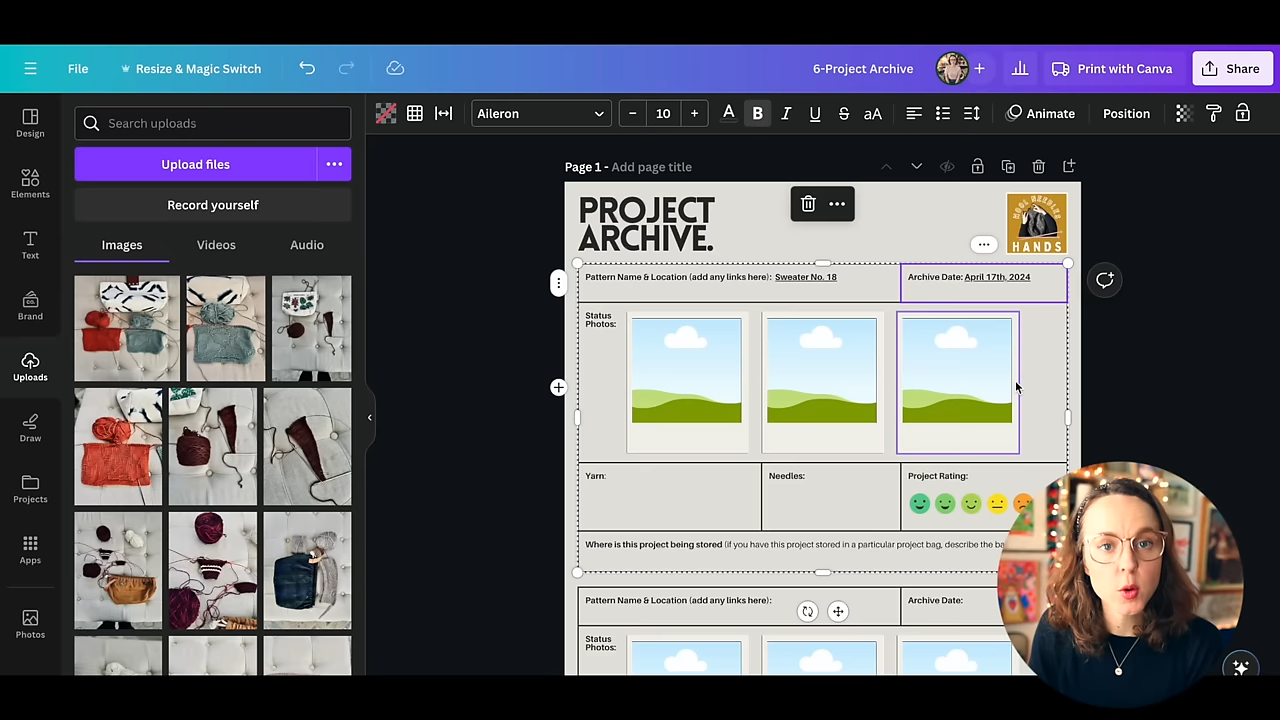 File
Resize & Magic Switch
6-Project Archive
Print with Canva
Share
Design
Elements
Text
Brand
Uploads
Draw
Projects
Apps
Photos
Search uploads
Upload files
Record yourself
Images
Videos
Audio
Aileron
10
A
B
I
U
S
aA
Animate
Position
Page 1 - Add page title
PROJECT
ARCHIVE.
WOOL NEEDLES
HANDS
Pattern Name & Location (add any links here): Sweater No. 18
Archive Date: April 17th, 2024
Status
Photos:
Yarn:
Needles:
Project Rating:
Where is this project being stored (if you have this project stored in a particular project bag, describe the ba
Pattern Name & Location (add any links here):
Archive Date:
Status
Photos: